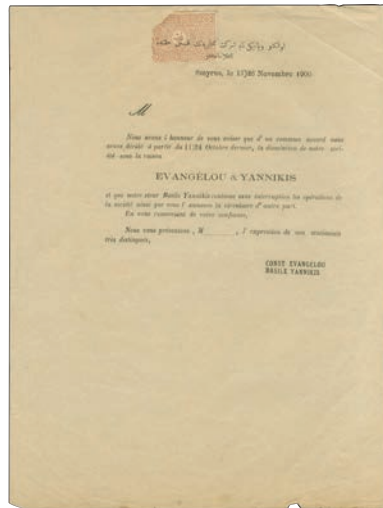 Smyrne, le 13/26 Novembre 1900
M
Nous avons l'honneur de vous aviser que d'un commun accord nous
avons décidé à partir du 11/24 Octobre dernier, la dissolution de notre soci-
été sous la raison
EVANGÉLOU & YANNIKIS
et que notre sieur Basile Yannikis continue sans interruption les opérations de
la société ainsi que vous l'annonce la circulaire d'autre part.
En vous remerciant de votre confiance,
Nous vous présentons, M , l'expression de nos sentiments
très distingués,
CONST EVANGELOU
BASILE YANNIKIS